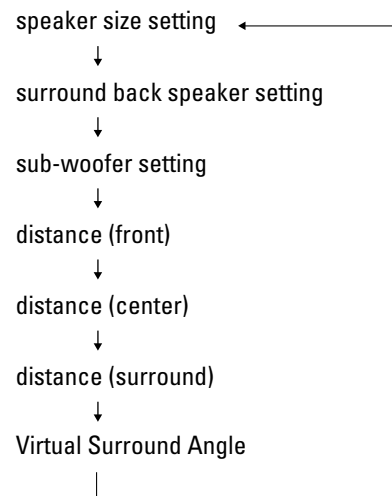 speaker size setting
surround back speaker setting
sub-woofer setting
distance (front)
distance (center)
distance (surround)
Virtual Surround Angle